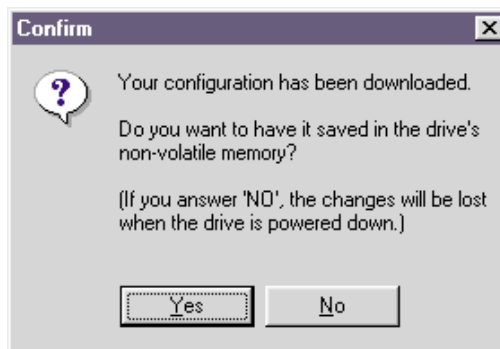 Confirm
Your configuration has been downloaded.
Do you want to have it saved in the drive's
non-volatile memory?
(If you answer 'NO', the changes will be lost
when the drive is powered down.)
Yes
No